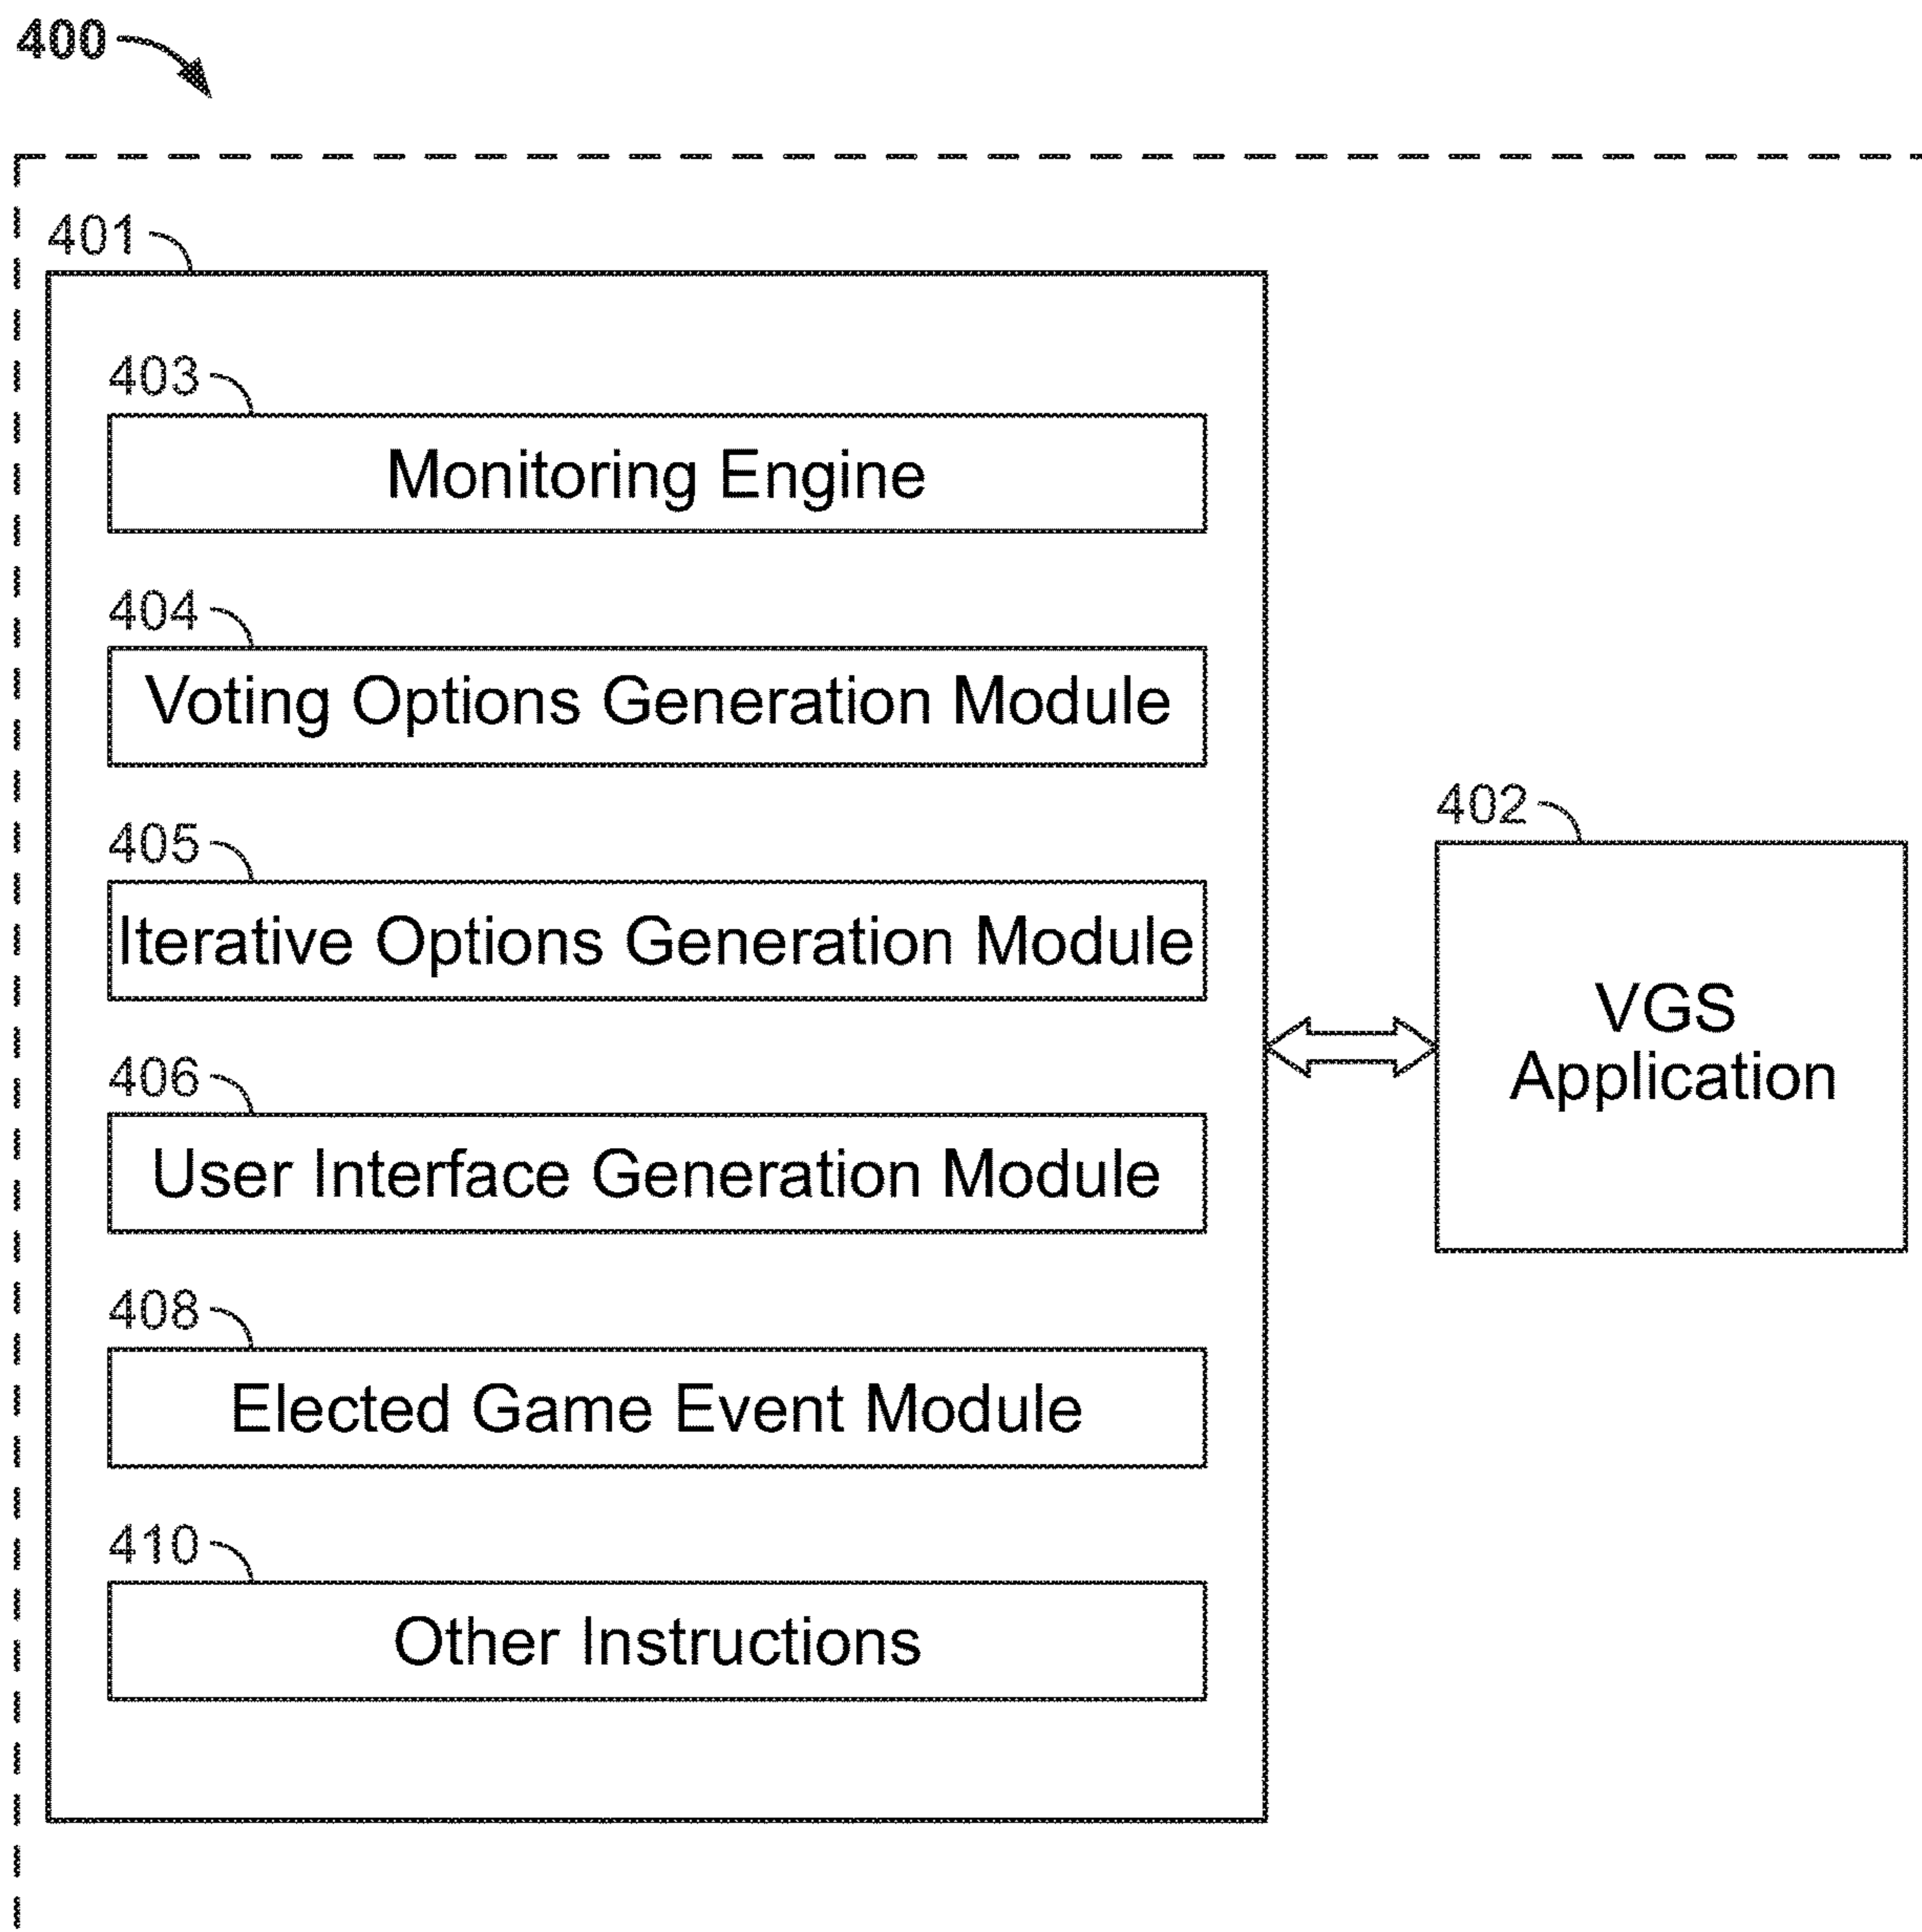 400
401
403
Monitoring Engine
404
Voting Options Generation Module
405
Iterative Options Generation Module
406
User Interface Generation Module
408
Elected Game Event Module
410
Other Instructions
402
VGS
Application